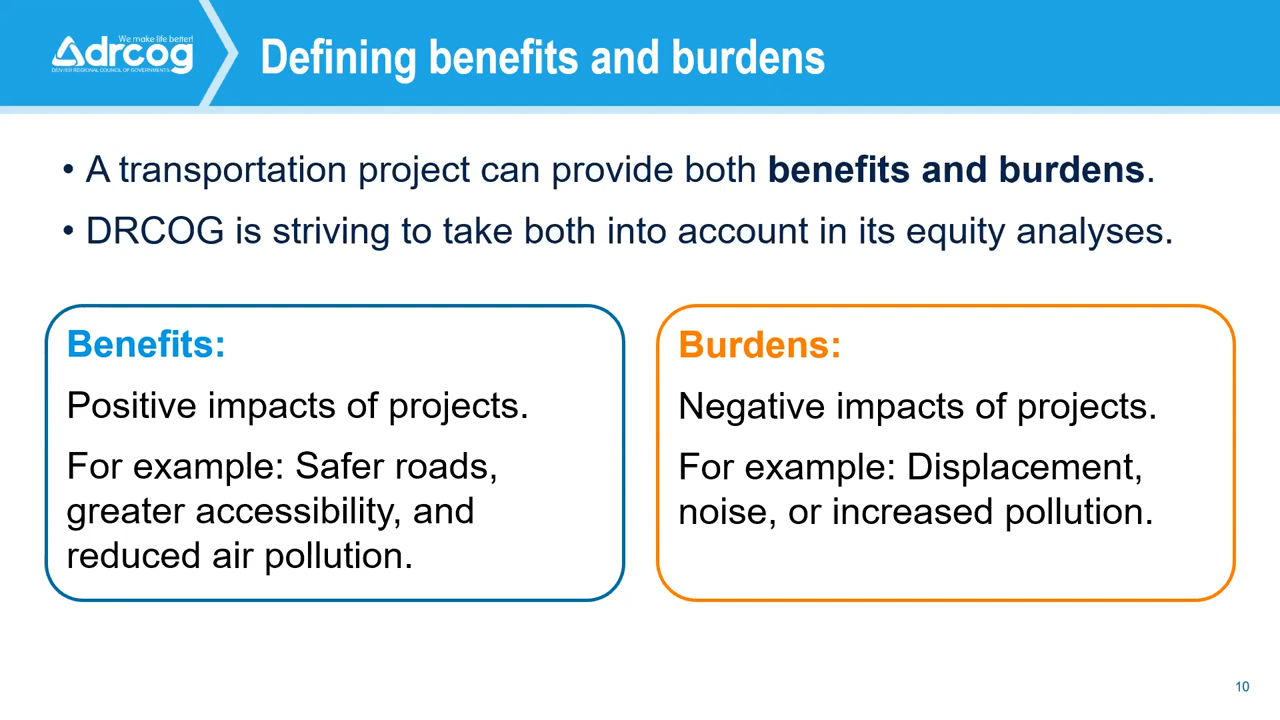 We make life better!
drcog
DENVER REGIONAL COUNCIL OF GOVERNMENTS
Defining benefits and burdens
• A transportation project can provide both benefits and burdens.
• DRCOG is striving to take both into account in its equity analyses.
Benefits:
Positive impacts of projects.
For example: Safer roads,
greater accessibility, and
reduced air pollution.
Burdens:
Negative impacts of projects.
For example: Displacement,
noise, or increased pollution.
10